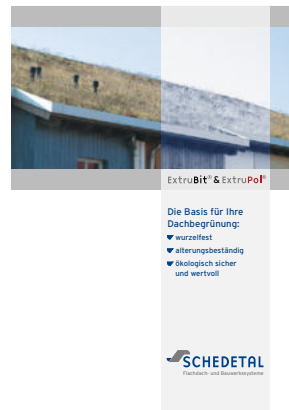 ExtruBit® & ExtruPol®
Die Basis für Ihre
Dachbegrünung:
wurzelfest
alterungsbeständig
ökologisch sicher
und wertvoll
SCHEDETAL
Flachdach- und Bauwerkssysteme